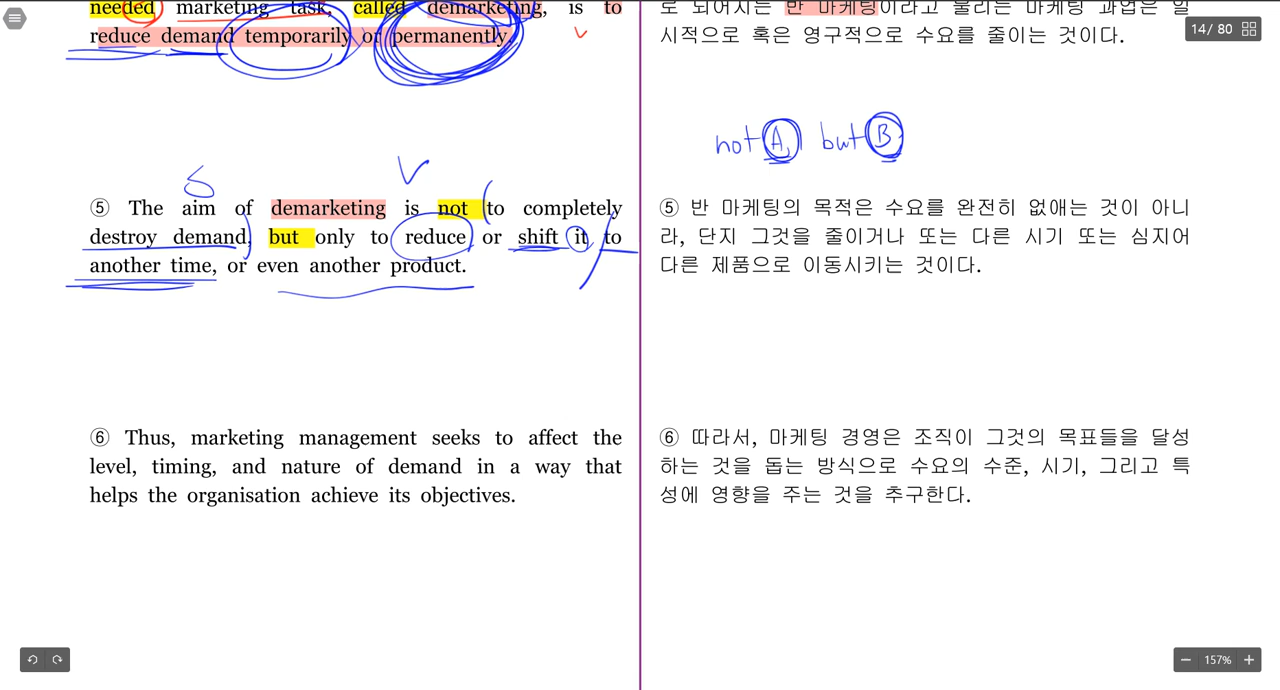 needed marketing task, called demarketing, is to
reduce demand temporarily or permanently.
로 되어지는 반 마케팅이라고 불리는 마케팅 과업은 일
시적으로 혹은 영구적으로 수요를 줄이는 것이다.
14/ 80
not A, but B
S
V
⑤ The aim of demarketing is not to completely
destroy demand, but only to reduce or shift it to
another time, or even another product.
⑤ 반 마케팅의 목적은 수요를 완전히 없애는 것이 아니
라, 단지 그것을 줄이거나 또는 다른 시기 또는 심지어
다른 제품으로 이동시키는 것이다.
⑥ Thus, marketing management seeks to affect the
level, timing, and nature of demand in a way that
helps the organisation achieve its objectives.
⑥ 따라서, 마케팅 경영은 조직이 그것의 목표들을 달성
하는 것을 돕는 방식으로 수요의 수준, 시기, 그리고 특
성에 영향을 주는 것을 추구한다.
157%